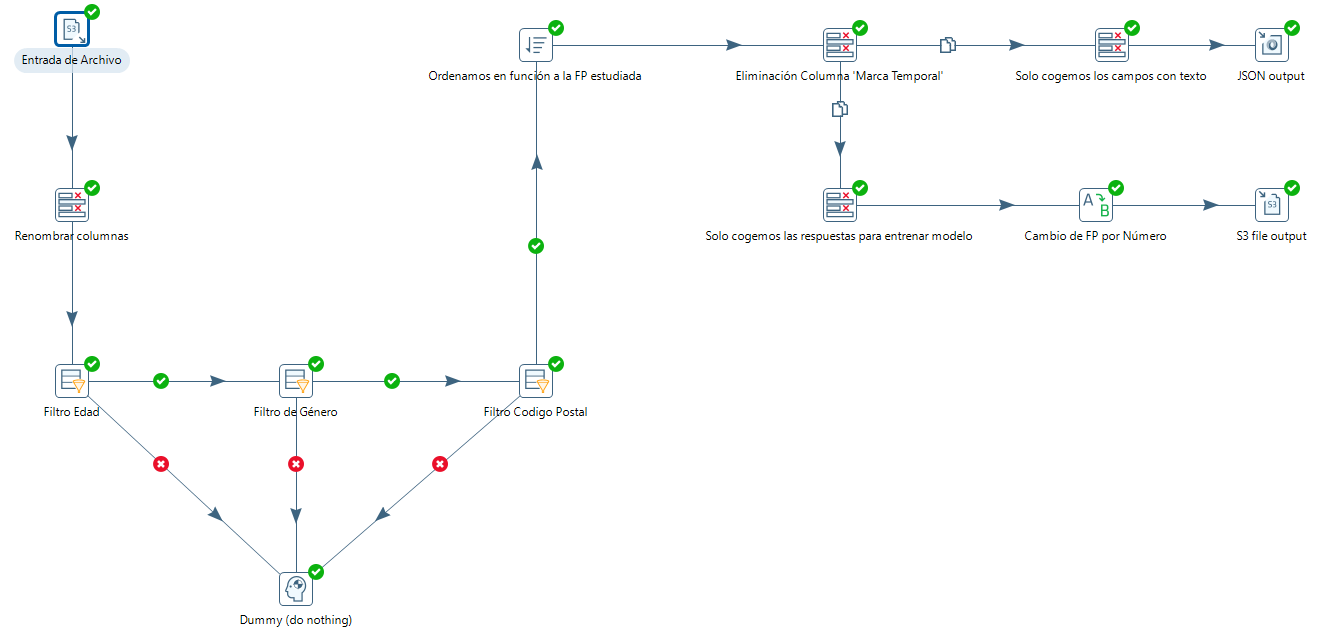 S3
Entrada de Archivo
Ordenamos en función a la FP estudiada
Eliminación Columna 'Marca Temporal'
Solo cogemos los campos con texto
JSON output
Renombrar columnas
Solo cogemos las respuestas para entrenar modelo
A
B
Cambio de FP por Número
S3
S3 file output
Filtro Edad
Filtro de Género
Filtro Codigo Postal
Dummy (do nothing)